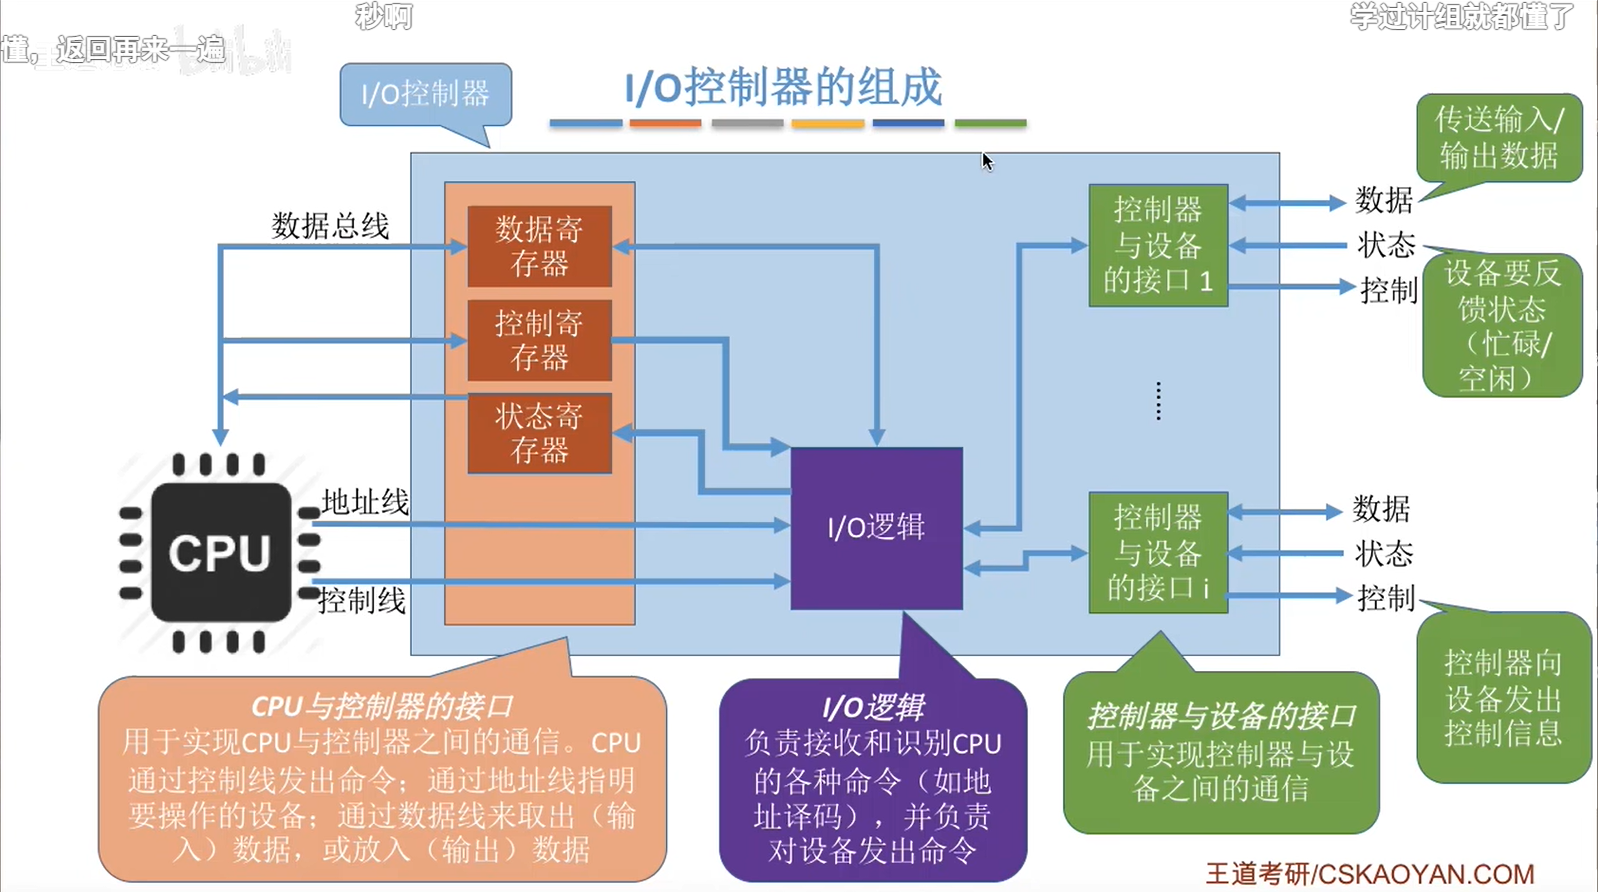 秒啊
学过计组就都懂了
懂，返回再来一遍
I/O控制器
I/O控制器的组成
传送输入/
输出数据
数据总线
数据寄
存器
控制寄
存器
状态寄
存器
控制器
与设备
的接口 1
数据
状态
控制
设备要反
馈状态
（忙碌/
空闲）
CPU
地址线
控制线
I/O逻辑
控制器
与设备
的接口 i
数据
状态
控制
控制器向
设备发出
控制信息
CPU与控制器的接口
用于实现CPU与控制器之间的通信。CPU
通过控制线发出命令；通过地址线指明
要操作的设备；通过数据线来取出（输
入）数据，或放入（输出）数据
I/O逻辑
负责接收和识别CPU
的各种命令（如地
址译码），并负责
对设备发出命令
控制器与设备的接口
用于实现控制器与设
备之间的通信
王道考研/CSKAOYAN.COM